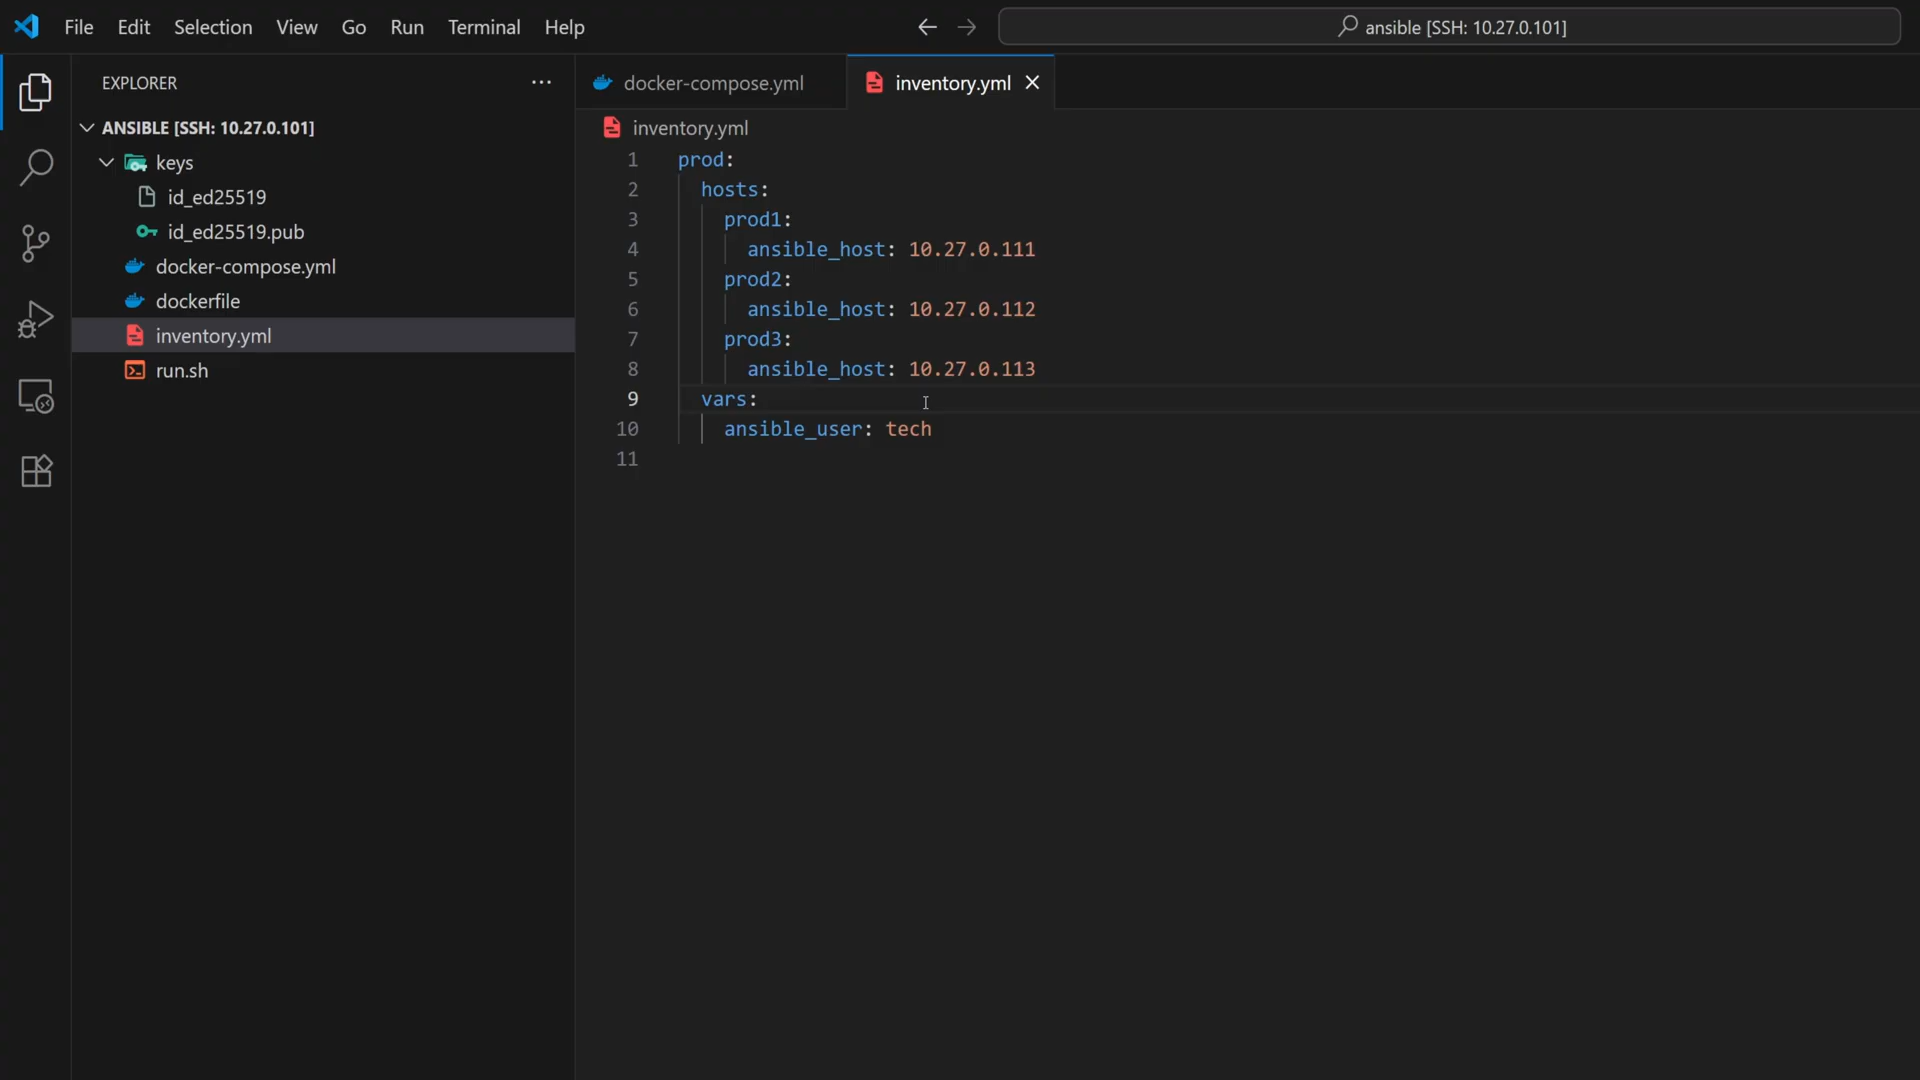 File Edit Selection View Go Run Terminal Help
ansible [SSH: 10.27.0.101]
EXPLORER
ANSIBLE [SSH: 10.27.0.101]
keys
id_ed25519
id_ed25519.pub
docker-compose.yml
dockerfile
inventory.yml
run.sh
docker-compose.yml
inventory.yml
inventory.yml
1 prod:
2 hosts:
3 prod1:
4 ansible_host: 10.27.0.111
5 prod2:
6 ansible_host: 10.27.0.112
7 prod3:
8 ansible_host: 10.27.0.113
9 vars:
10 ansible_user: tech
11